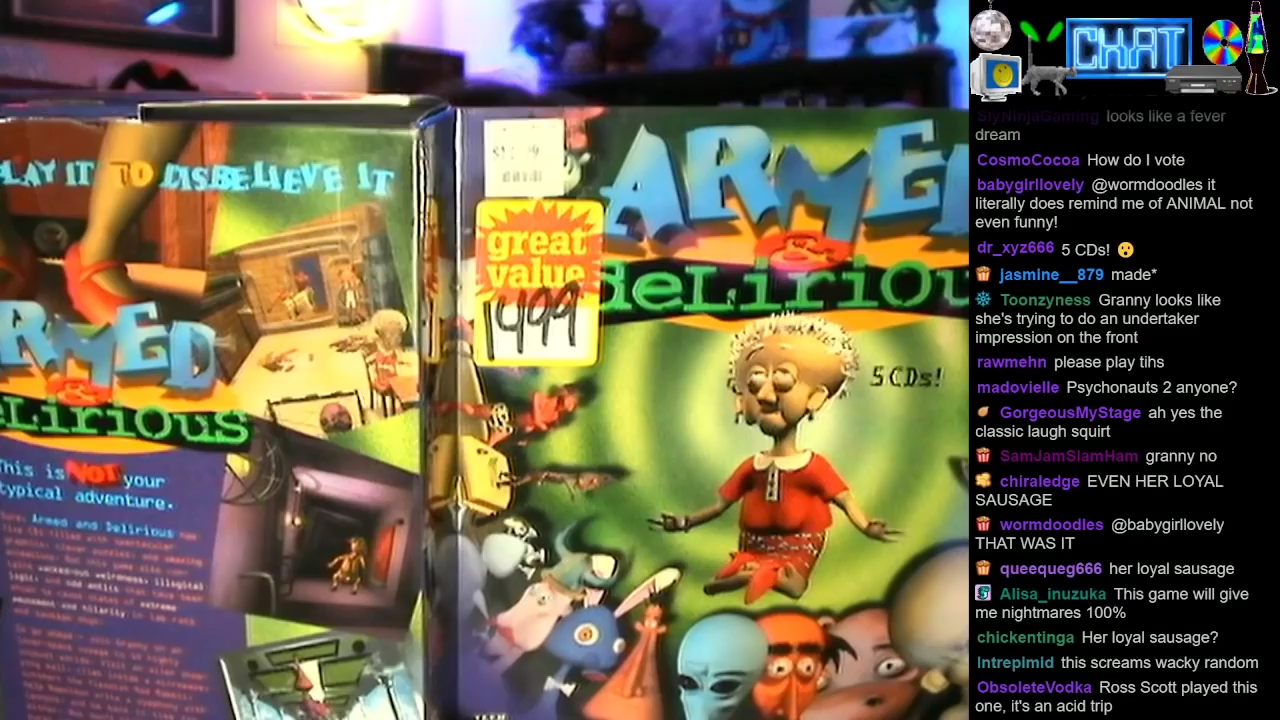 PLAY IT TO DISBELIEVE IT
ARMED
&
deLiriOuS
This is NOT your
typical adventure.
Armed and Delirious
great
value
1499
ARMED
&
deLiriOu
5 CDs!
CHAT
SlyNinjaGaming looks like a fever
dream
CosmoCocoa How do I vote
babygirllovely @wormdoodles it
literally does remind me of ANIMAL not
even funny!
dr_xyz666 5 CDs! 😮
jasmine__879 made*
Toonzyness Granny looks like
she's trying to do an undertaker
impression on the front
rawmehn please play tihs
madovielle Psychonauts 2 anyone?
GorgeousMyStage ah yes the
classic laugh squirt
SamJamSlamHam granny no
chiraledge EVEN HER LOYAL
SAUSAGE
wormdoodles @babygirllovely
THAT WAS IT
queequeg666 her loyal sausage
Alisa_inuzuka This game will give
me nightmares 100%
chickentinga Her loyal sausage?
Intrepimid this screams wacky random
ObsoleteVodka Ross Scott played this
one, it's an acid trip